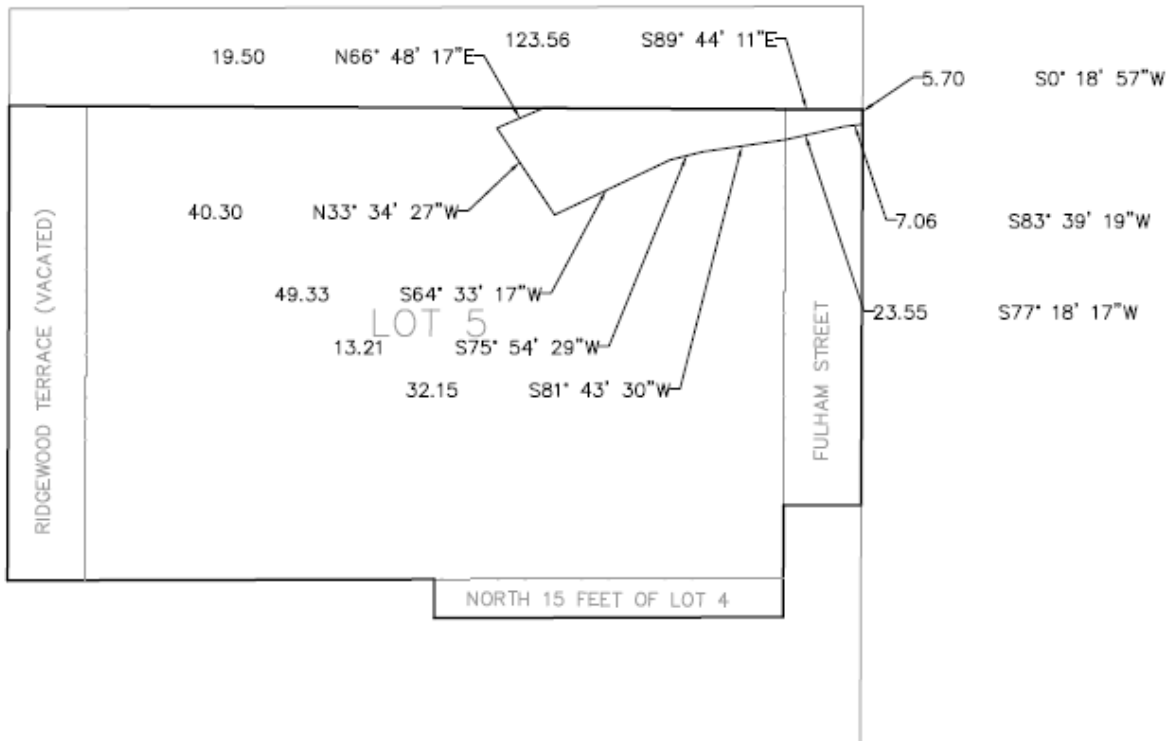 123.56 S89° 44' 11"E
19.50 N66° 48' 17"E
5.70 S0° 18' 57"W
40.30 N33° 34' 27"W
7.06 S83° 39' 19"W
49.33 S64° 33' 17"W
23.55 S77° 18' 17"W
LOT 5
13.21 S75° 54' 29"W
32.15 S81° 43' 30"W
RIDGEWOOD TERRACE (VACATED)
FULHAM STREET
NORTH 15 FEET OF LOT 4